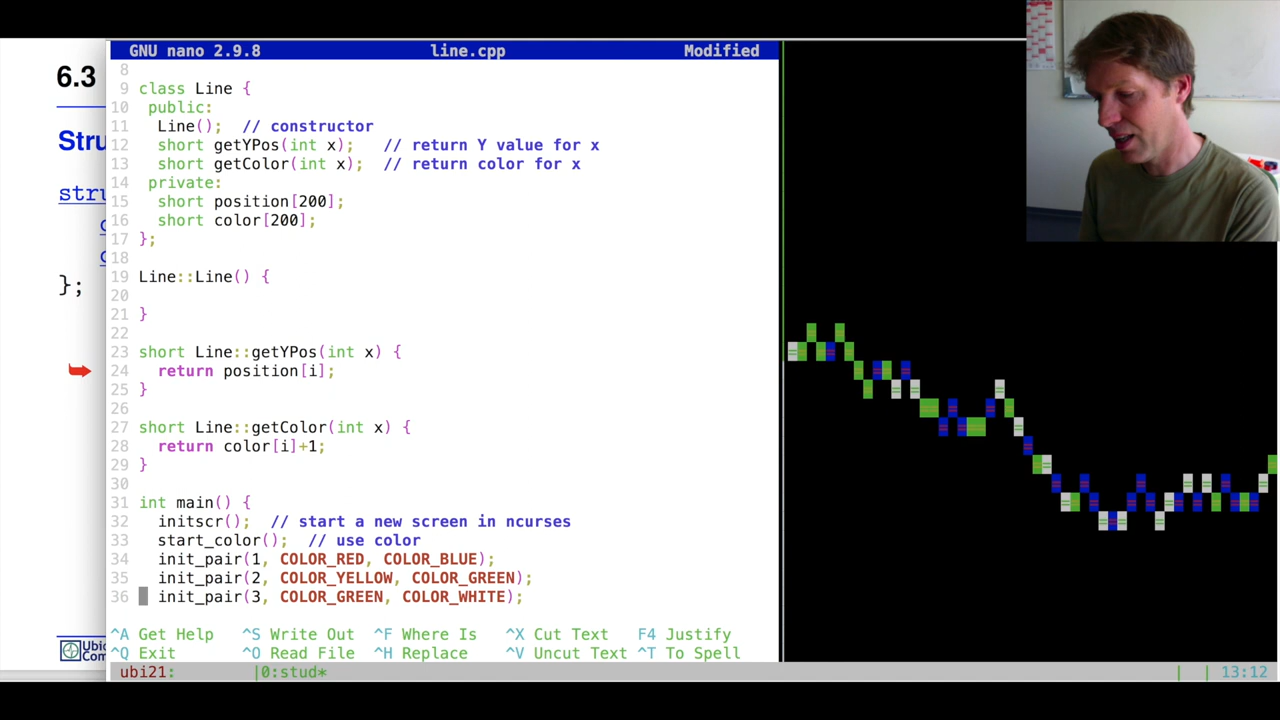 6.3
Stru
stru
c
c
};
Ubic
Com
GNU nano 2.9.8 line.cpp Modified
8
9 class Line {
10 public:
11 Line(); // constructor
12 short getYPos(int x); // return Y value for x
13 short getColor(int x); // return color for x
14 private:
15 short position[200];
16 short color[200];
17 };
18
19 Line::Line() {
20
21 }
22
23 short Line::getYPos(int x) {
24 return position[i];
25 }
26
27 short Line::getColor(int x) {
28 return color[i]+1;
29 }
30
31 int main() {
32 initscr(); // start a new screen in ncurses
33 start_color(); // use color
34 init_pair(1, COLOR_RED, COLOR_BLUE);
35 init_pair(2, COLOR_YELLOW, COLOR_GREEN);
36 init_pair(3, COLOR_GREEN, COLOR_WHITE);
^A Get Help ^S Write Out ^F Where Is ^X Cut Text F4 Justify
^Q Exit ^O Read File ^H Replace ^V Uncut Text ^T To Spell
ubi21: |0:stud* | | 13:12